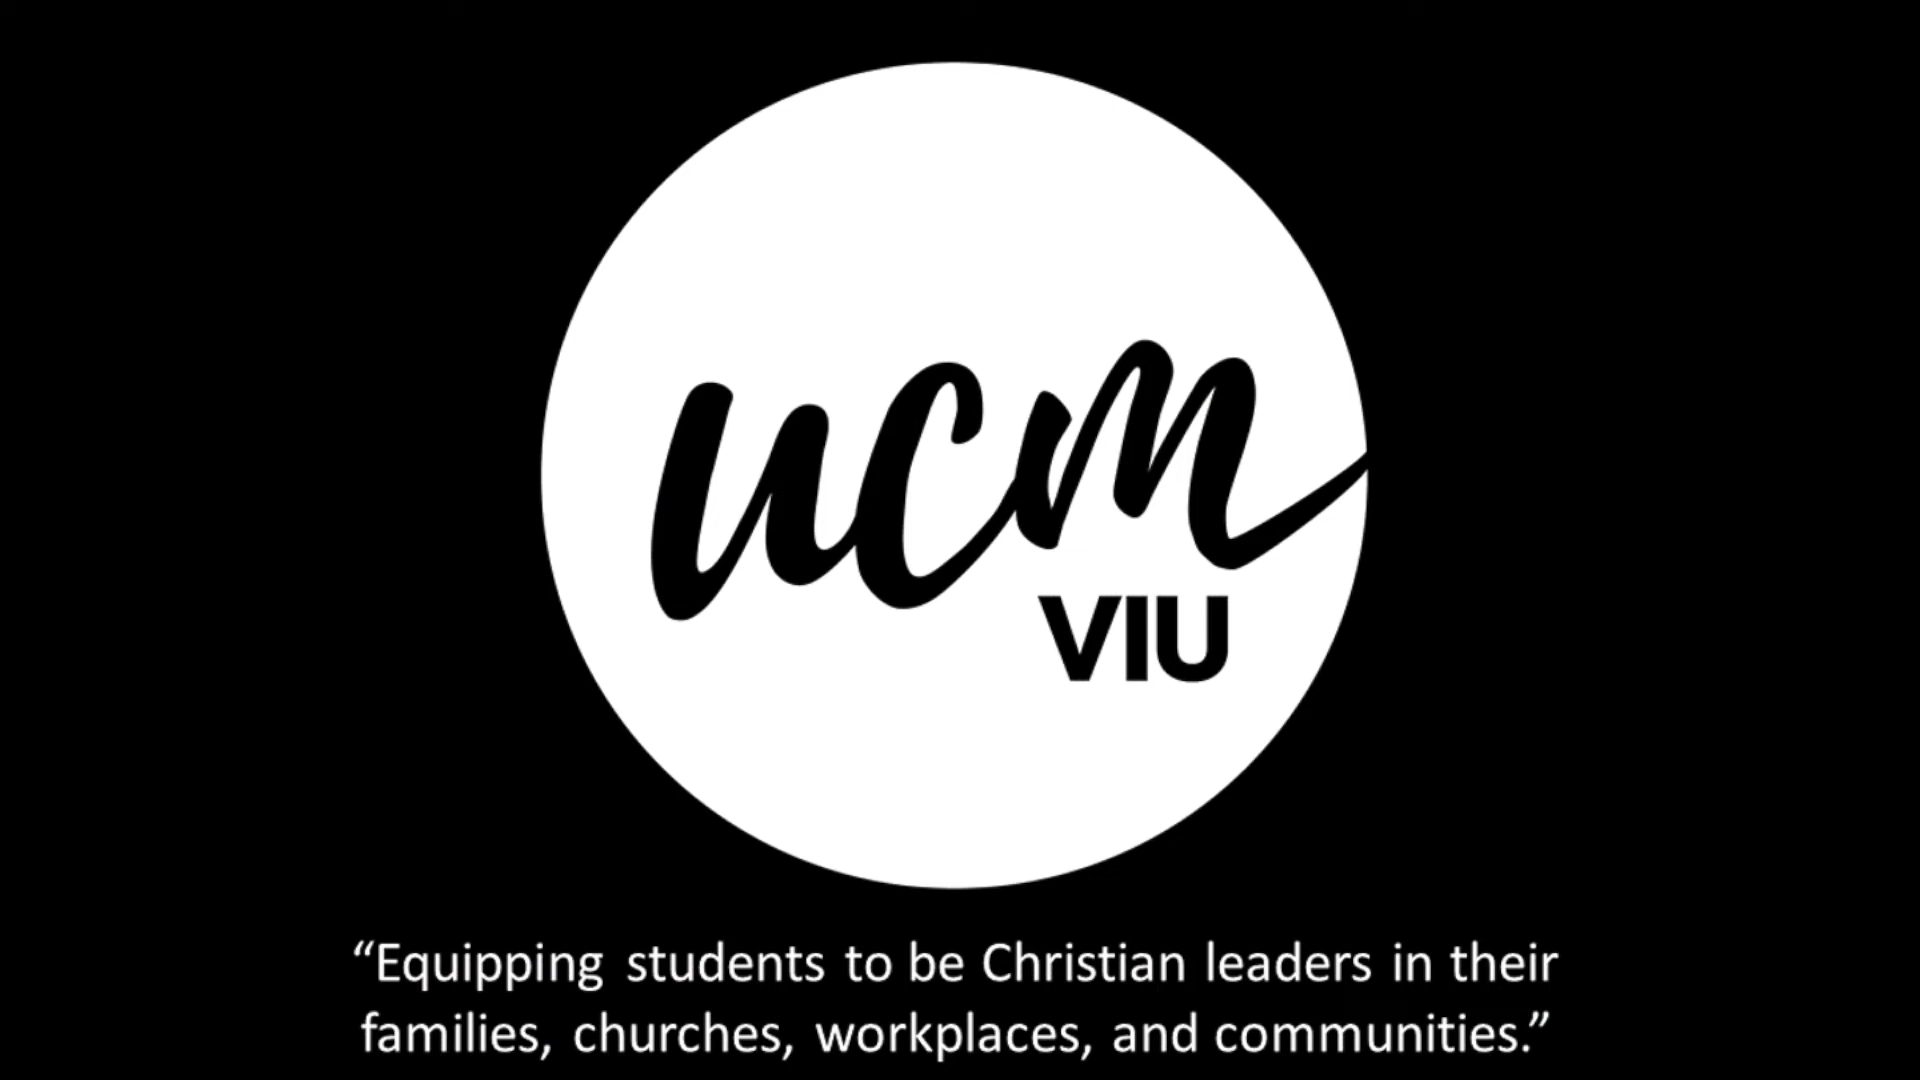 ucm
VIU
“Equipping students to be Christian leaders in their
families, churches, workplaces, and communities.”